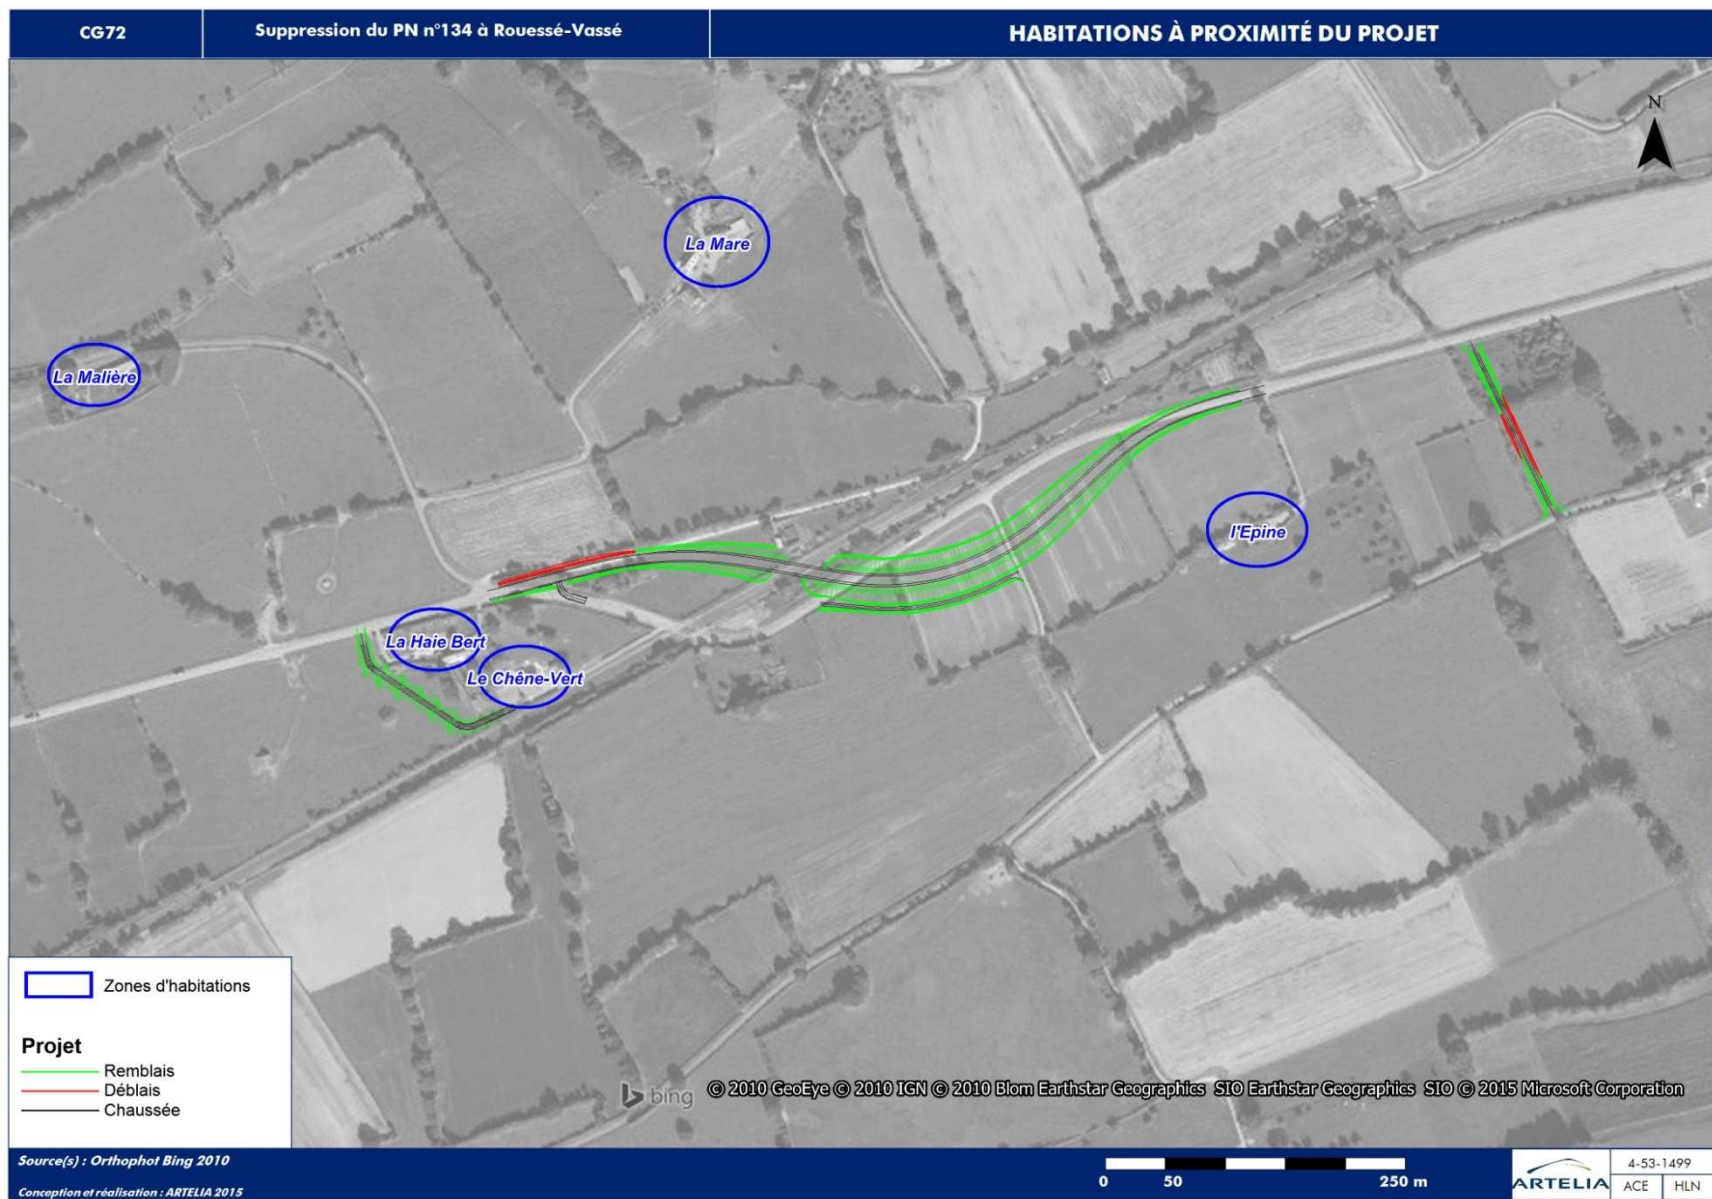 CG72
Suppression du PN n°134 à Rouessé-Vassé
HABITATIONS À PROXIMITÉ DU PROJET
N
La Mare
La Malière
l'Epine
La Haie Bert
Le Chêne-Vert
Zones d'habitations
Projet
Remblais
Déblais
Chaussée
bing
© 2010 GeoEye © 2010 IGN © 2010 Blom Earthstar Geographics SIO Earthstar Geographics SIO © 2015 Microsoft Corporation
Source(s) : Orthophot Bing 2010
Conception et réalisation : ARTELIA 2015
0 50 250 m
ARTELIA
4-53-1499
ACE HLN